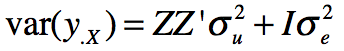 var(y.X) = ZZ'σ²ᵤ + Iσ²ₑ